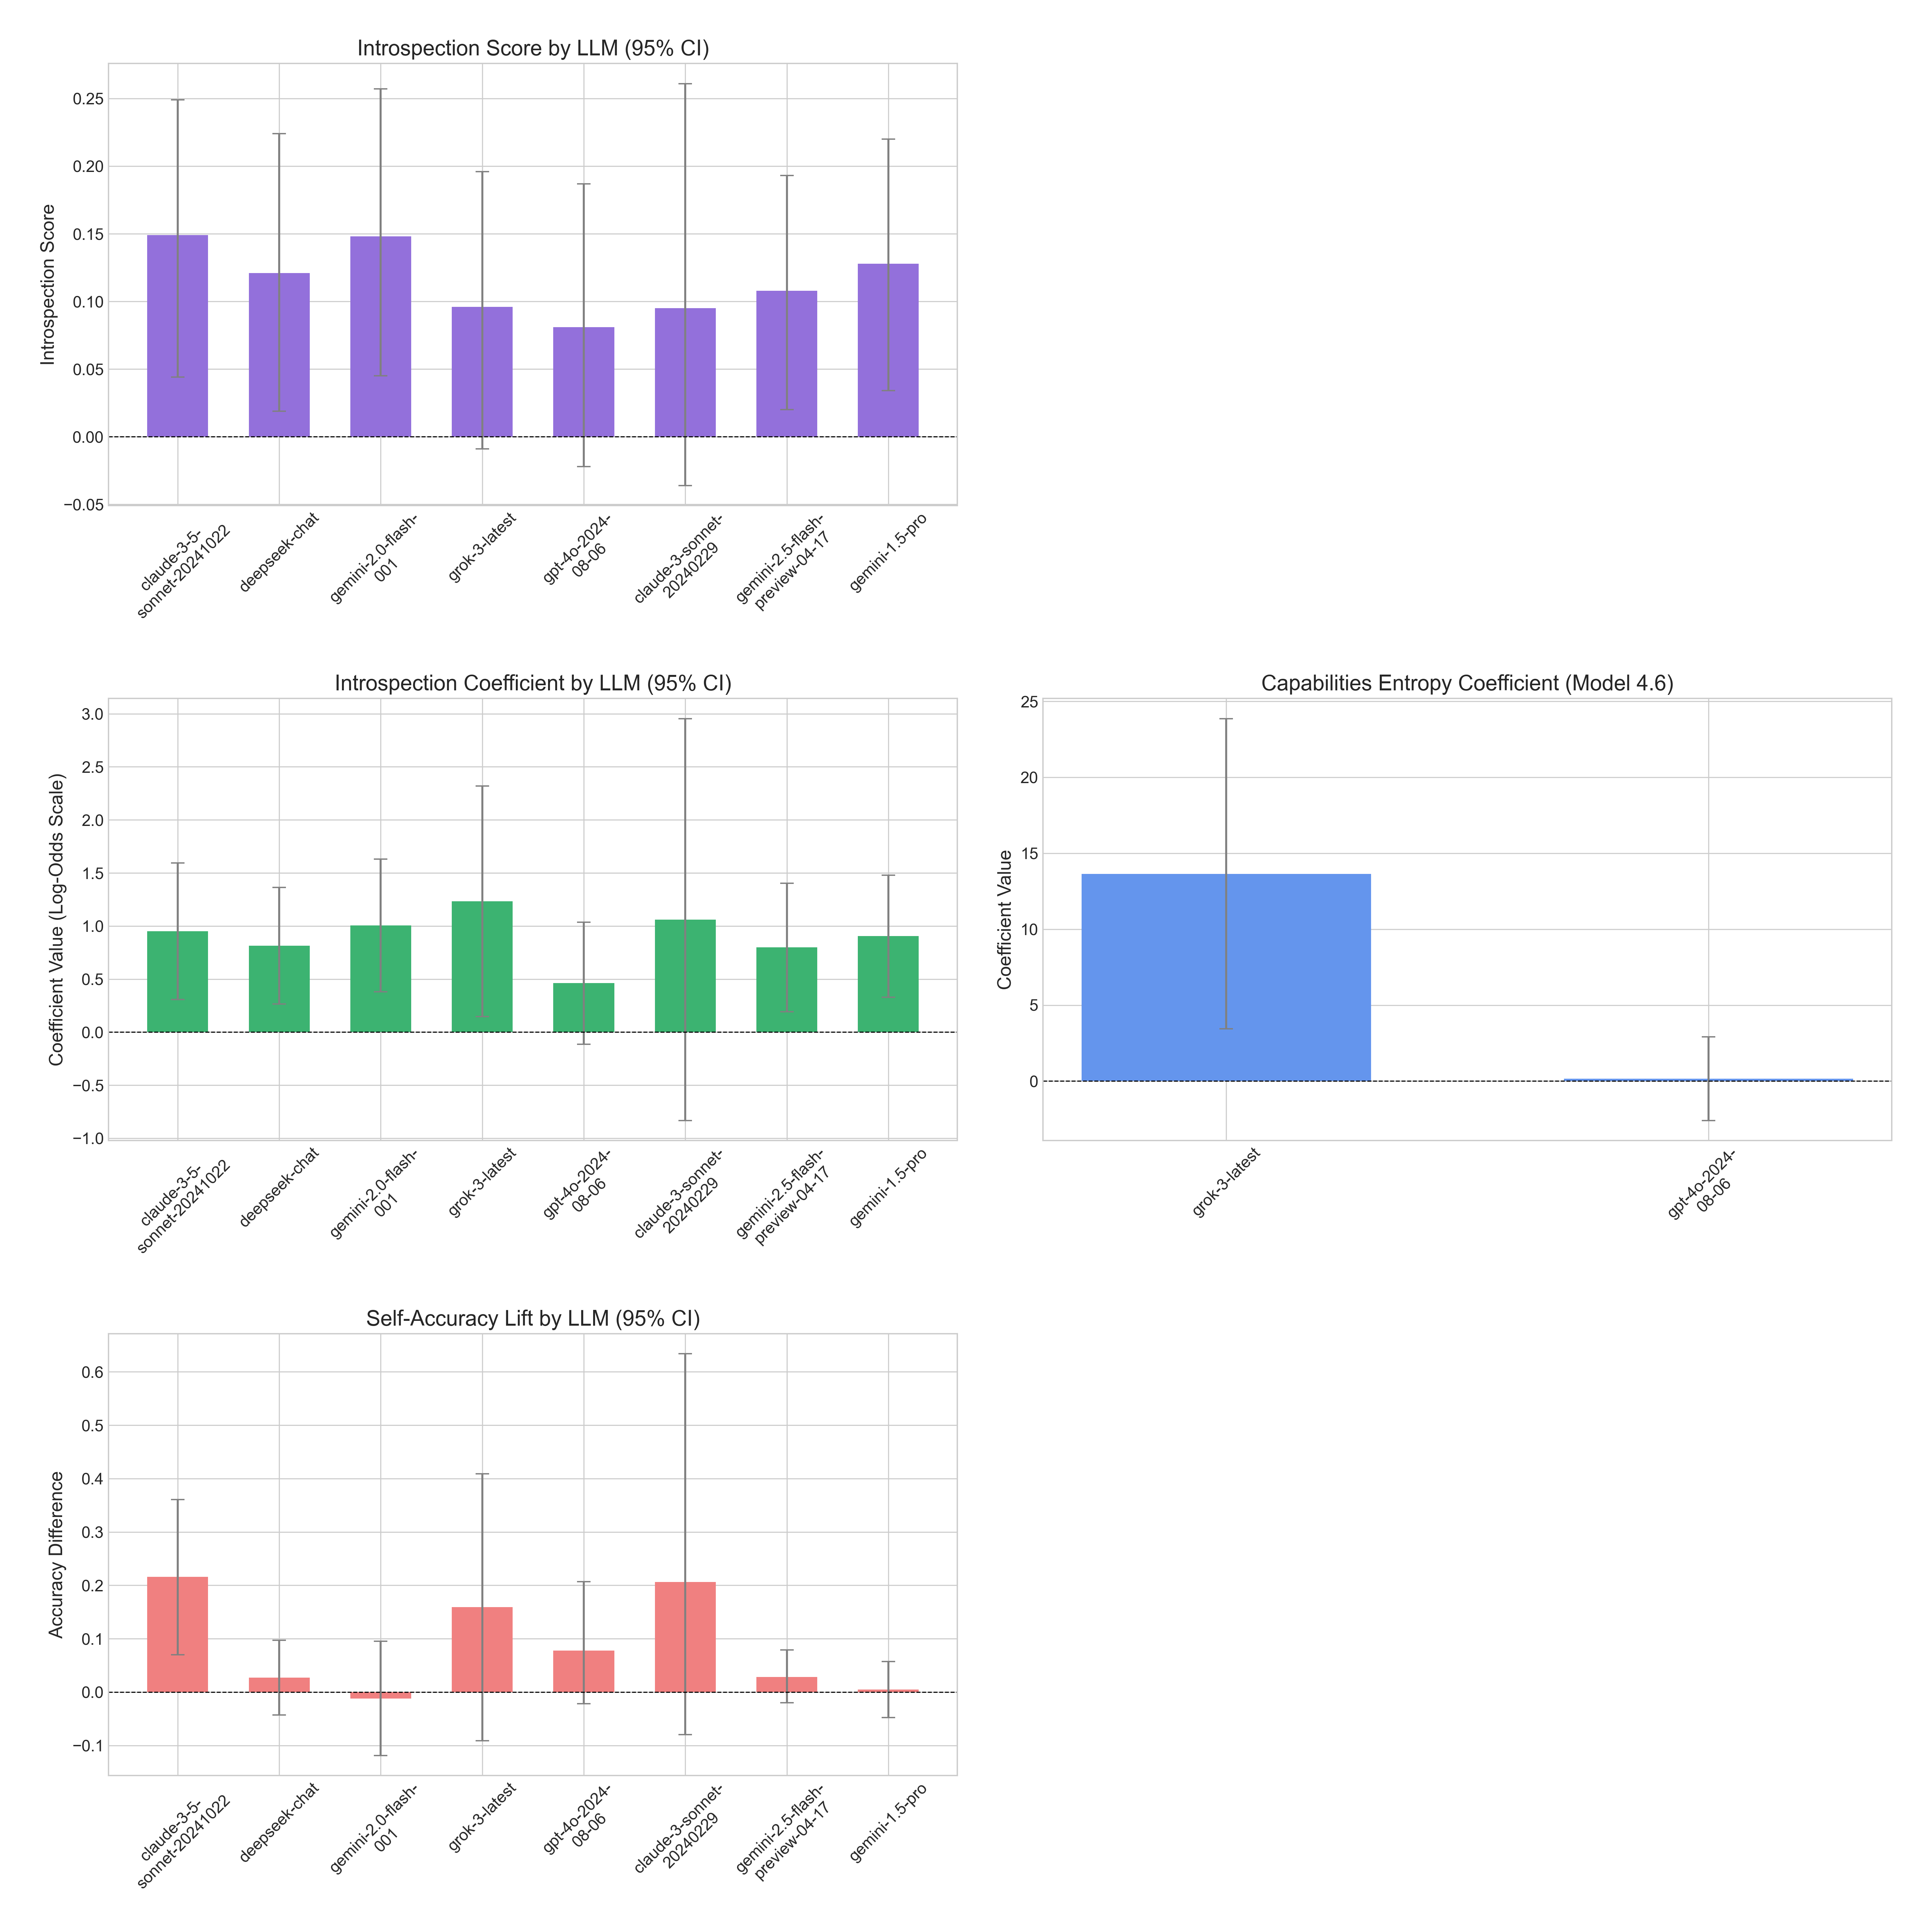 Introspection Score by LLM (95% CI)
Introspection Score
0.25
0.20
0.15
0.10
0.05
0.00
−0.05
claude-3-5-
sonnet-20241022
deepseek-chat
gemini-2.0-flash-
001
grok-3-latest
gpt-4o-2024-
08-06
claude-3-sonnet-
20240229
gemini-2.5-flash-
preview-04-17
gemini-1.5-pro
Introspection Coefficient by LLM (95% CI)
Coefficient Value (Log-Odds Scale)
3.0
2.5
2.0
1.5
1.0
0.5
0.0
−0.5
−1.0
claude-3-5-
sonnet-20241022
deepseek-chat
gemini-2.0-flash-
001
grok-3-latest
gpt-4o-2024-
08-06
claude-3-sonnet-
20240229
gemini-2.5-flash-
preview-04-17
gemini-1.5-pro
Capabilities Entropy Coefficient (Model 4.6)
Coefficient Value
25
20
15
10
5
0
grok-3-latest
gpt-4o-2024-
08-06
Self-Accuracy Lift by LLM (95% CI)
Accuracy Difference
0.6
0.5
0.4
0.3
0.2
0.1
0.0
−0.1
claude-3-5-
sonnet-20241022
deepseek-chat
gemini-2.0-flash-
001
grok-3-latest
gpt-4o-2024-
08-06
claude-3-sonnet-
20240229
gemini-2.5-flash-
preview-04-17
gemini-1.5-pro